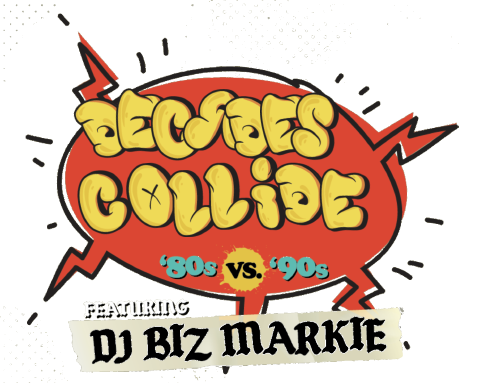 DECADES
COLLiDE
‘80s vs. ‘90s
FEATURING
DJ BIZ MARKIE